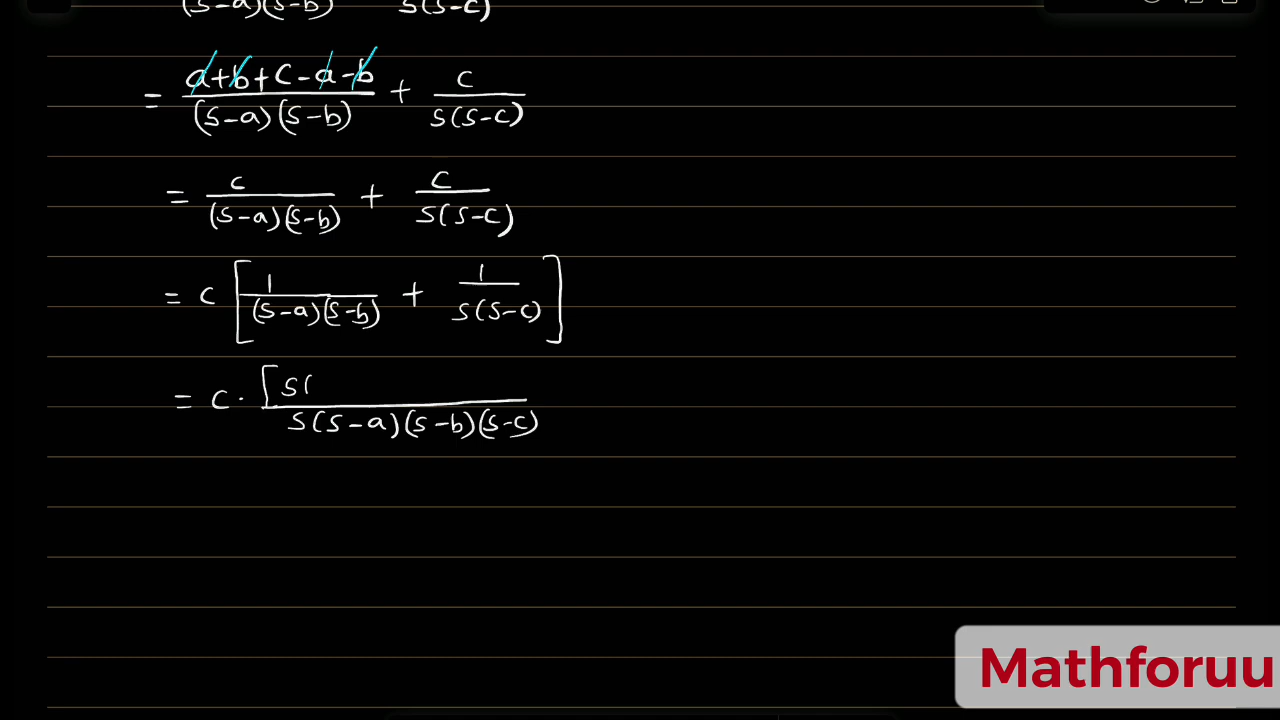 (s-a)(s-b) s(s-c)
= a+b+c-a-b/(s-a)(s-b) + c/s(s-c)
= c/(s-a)(s-b) + c/s(s-c)
= c [1/(s-a)(s-b) + 1/s(s-c)]
= c · [s(/s(s-a)(s-b)(s-c)
Mathforuu